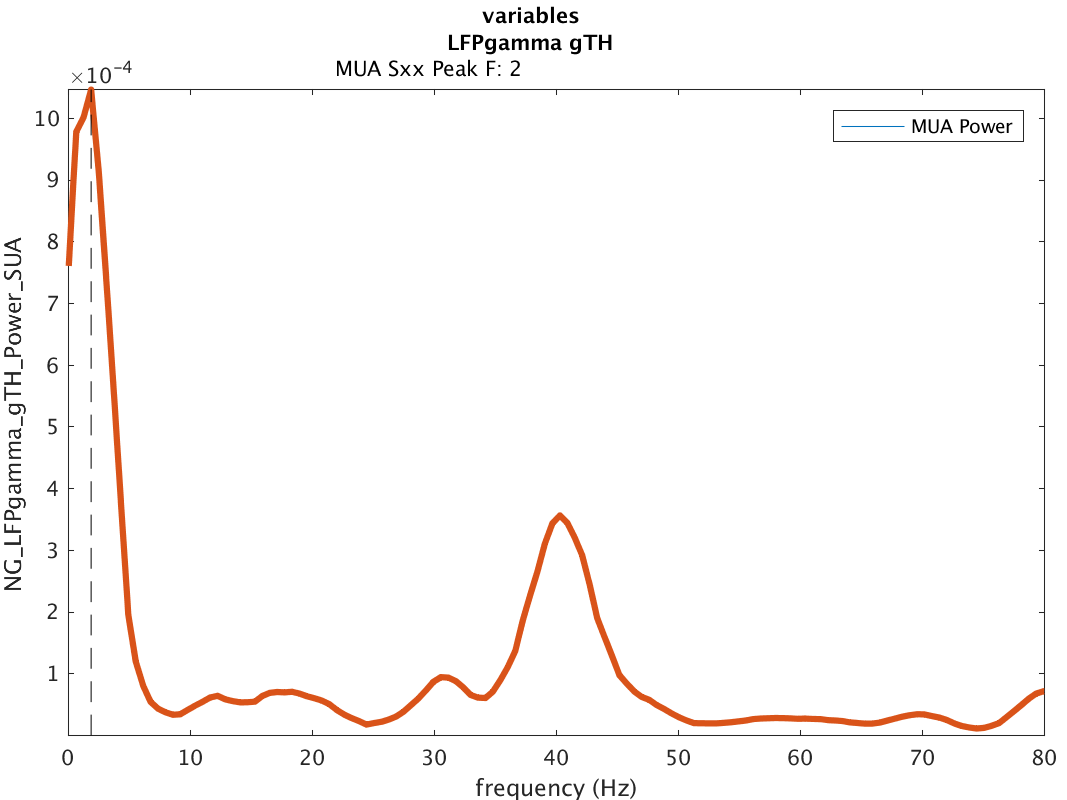 variables
LFPgamma gTH
MUA Sxx Peak F: 2
×10⁻⁴
MUA Power
10
9
8
7
6
5
4
3
2
1
NG_LFPgamma_gTH_Power_SUA
0 10 20 30 40 50 60 70 80
frequency (Hz)